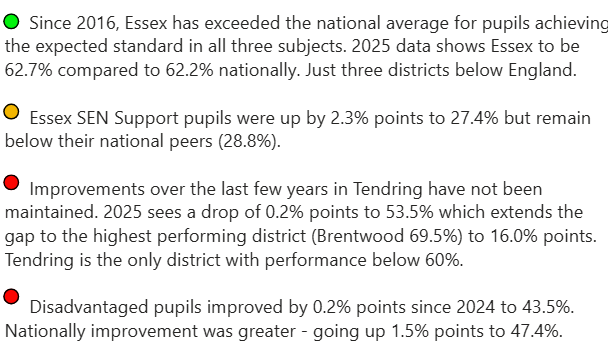 Since 2016, Essex has exceeded the national average for pupils achieving
the expected standard in all three subjects. 2025 data shows Essex to be
62.7% compared to 62.2% nationally. Just three districts below England.
Essex SEN Support pupils were up by 2.3% points to 27.4% but remain
below their national peers (28.8%).
Improvements over the last few years in Tendring have not been
maintained. 2025 sees a drop of 0.2% points to 53.5% which extends the
gap to the highest performing district (Brentwood 69.5%) to 16.0% points.
Tendring is the only district with performance below 60%.
Disadvantaged pupils improved by 0.2% points since 2024 to 43.5%.
Nationally improvement was greater - going up 1.5% points to 47.4%.